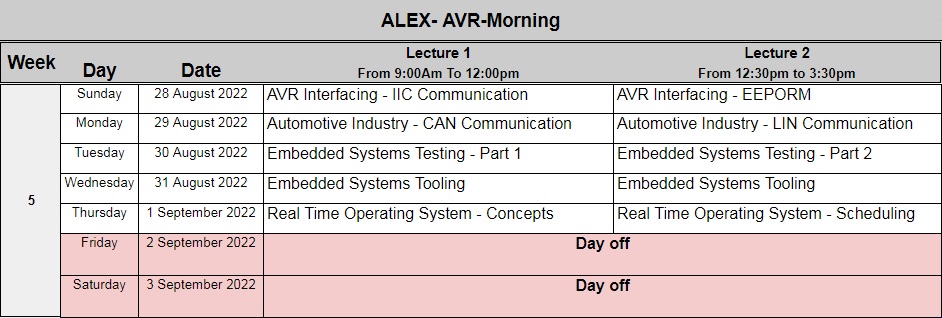 ALEX- AVR-Morning
Week Day Date Lecture 1 Lecture 2
From 9:00Am To 12:00pm From 12:30pm to 3:30pm
5
Sunday 28 August 2022 AVR Interfacing - IIC Communication AVR Interfacing - EEPORM
Monday 29 August 2022 Automotive Industry - CAN Communication Automotive Industry - LIN Communication
Tuesday 30 August 2022 Embedded Systems Testing - Part 1 Embedded Systems Testing - Part 2
Wednesday 31 August 2022 Embedded Systems Tooling Embedded Systems Tooling
Thursday 1 September 2022 Real Time Operating System - Concepts Real Time Operating System - Scheduling
Friday 2 September 2022 Day off
Saturday 3 September 2022 Day off